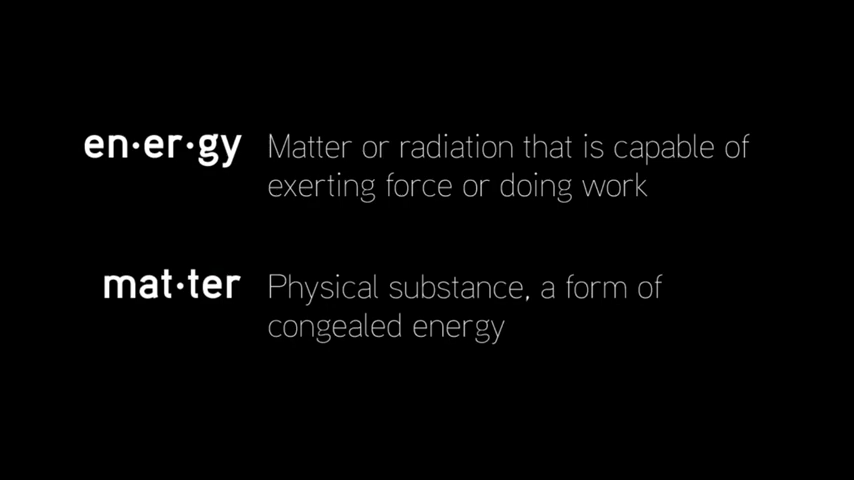 en·er·gy Matter or radiation that is capable of
exerting force or doing work
mat·ter Physical substance, a form of
congealed energy